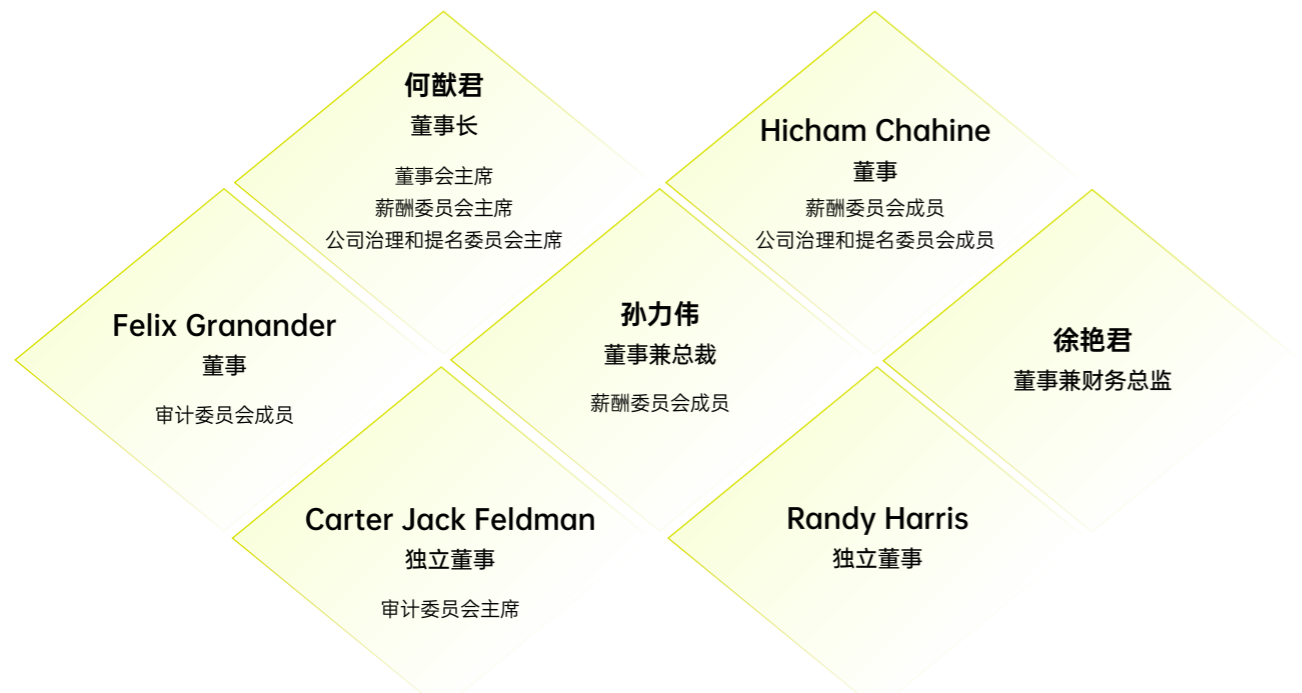 何猷君
董事长
董事会主席
薪酬委员会主席
公司治理和提名委员会主席
Hicham Chahine
董事
薪酬委员会成员
公司治理和提名委员会成员
Felix Granander
董事
审计委员会成员
孙力伟
董事兼总裁
薪酬委员会成员
徐艳君
董事兼财务总监
Carter Jack Feldman
独立董事
审计委员会主席
Randy Harris
独立董事